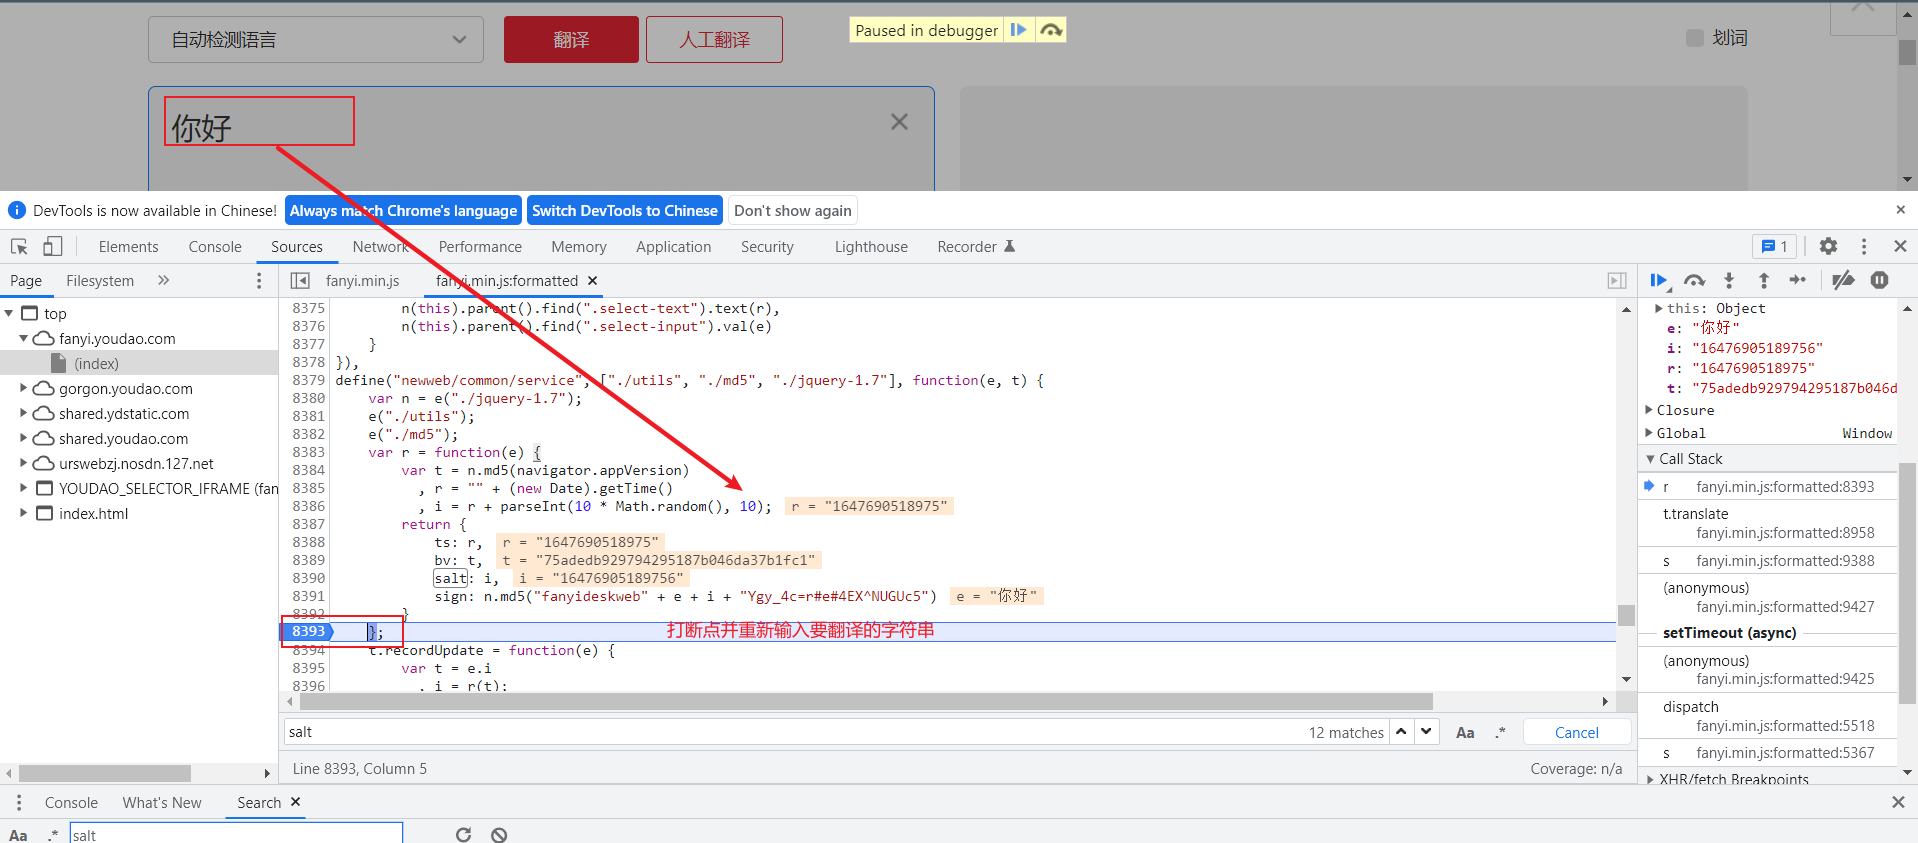 自动检测语言
翻译
人工翻译
Paused in debugger
划词
你好
DevTools is now available in Chinese!
Always match Chrome's language
Switch DevTools to Chinese
Don't show again
Elements
Console
Sources
Network
Performance
Memory
Application
Security
Lighthouse
Recorder
1
Page
Filesystem
fanyi.min.js
fanyi.min.js:formatted
top
fanyi.youdao.com
(index)
gorgon.youdao.com
shared.ydstatic.com
shared.youdao.com
urswebzj.nosdn.127.net
YOUDAO_SELECTOR_IFRAME (fan
index.html
8375 n(this).parent().find(".select-text").text(r),
8376 n(this).parent().find(".select-input").val(e)
8377 }
8378 }),
8379 define("newweb/common/service", ["./utils", "./md5", "./jquery-1.7"], function(e, t) {
8380 var n = e("./jquery-1.7");
8381 e("./utils");
8382 e("./md5");
8383 var r = function(e) {
8384 var t = n.md5(navigator.appVersion)
8385 , r = "" + (new Date).getTime()
8386 , i = r + parseInt(10 * Math.random(), 10); r = "1647690518975"
8387 return {
8388 ts: r, r = "1647690518975"
8389 bv: t, t = "75adedb929794295187b046da37b1fc1"
8390 salt: i, i = "16476905189756"
8391 sign: n.md5("fanyideskweb" + e + i + "Ygy_4c=r#e#4EX^NUGUc5") e = "你好"
8392 }
8393 }; 打断点并重新输入要翻译的字符串
8394 t.recordUpdate = function(e) {
8395 var t = e.i
8396 , i = r(t);
salt
12 matches
Aa
.*
Cancel
Line 8393, Column 5
Coverage: n/a
this: Object
e: "你好"
i: "16476905189756"
r: "1647690518975"
t: "75adedb929794295187b046d
Closure
Global Window
Call Stack
r fanyi.min.js:formatted:8393
t.translate
fanyi.min.js:formatted:8958
s fanyi.min.js:formatted:9388
(anonymous)
fanyi.min.js:formatted:9427
setTimeout (async)
(anonymous)
fanyi.min.js:formatted:9425
dispatch
fanyi.min.js:formatted:5518
s fanyi.min.js:formatted:5367
XHR/fetch Breakpoints
Console
What's New
Search
Aa
.*
salt